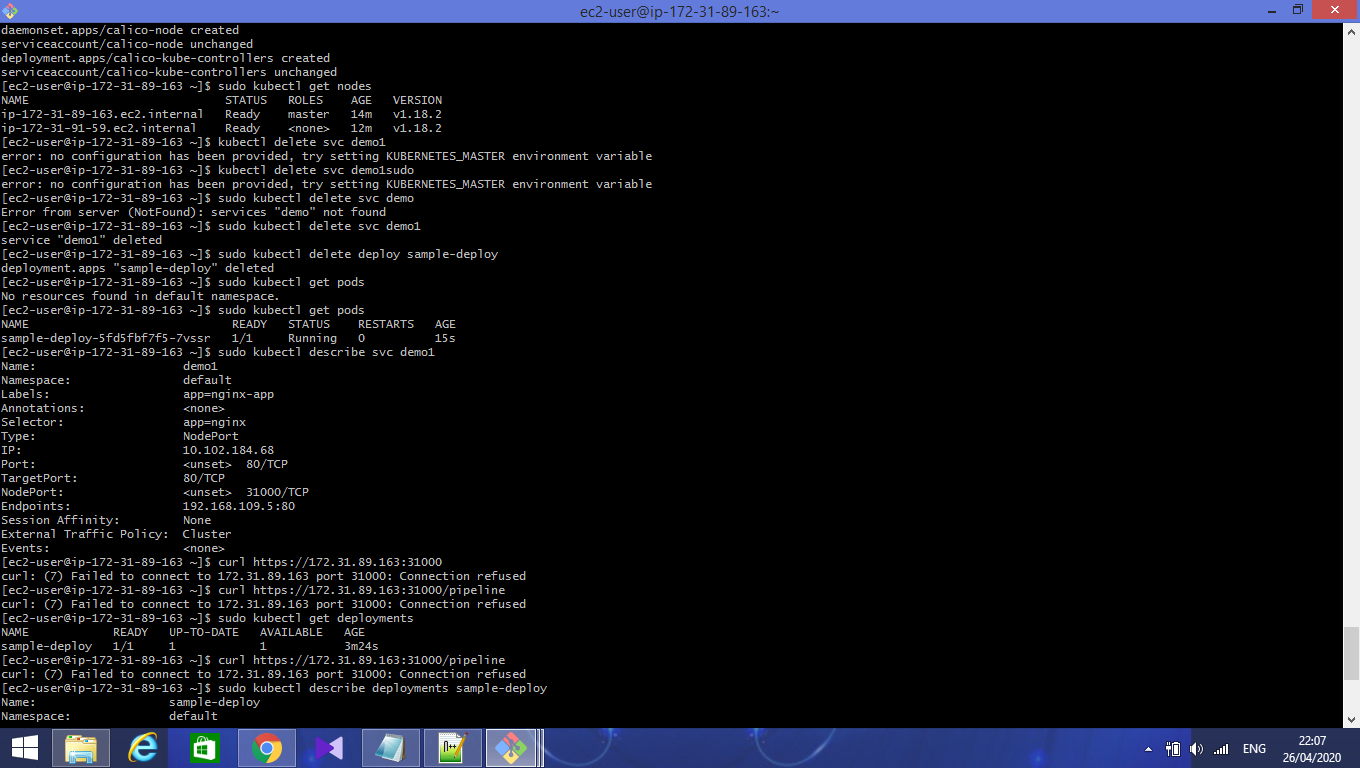 ec2-user@ip-172-31-89-163:~
daemonset.apps/calico-node created
serviceaccount/calico-node unchanged
deployment.apps/calico-kube-controllers created
serviceaccount/calico-kube-controllers unchanged
[ec2-user@ip-172-31-89-163 ~]$ sudo kubectl get nodes
NAME STATUS ROLES AGE VERSION
ip-172-31-89-163.ec2.internal Ready master 14m v1.18.2
ip-172-31-91-59.ec2.internal Ready <none> 12m v1.18.2
[ec2-user@ip-172-31-89-163 ~]$ kubectl delete svc demo1
error: no configuration has been provided, try setting KUBERNETES_MASTER environment variable
[ec2-user@ip-172-31-89-163 ~]$ kubectl delete svc demo1sudo
error: no configuration has been provided, try setting KUBERNETES_MASTER environment variable
[ec2-user@ip-172-31-89-163 ~]$ sudo kubectl delete svc demo
Error from server (NotFound): services "demo" not found
[ec2-user@ip-172-31-89-163 ~]$ sudo kubectl delete svc demo1
service "demo1" deleted
[ec2-user@ip-172-31-89-163 ~]$ sudo kubectl delete deploy sample-deploy
deployment.apps "sample-deploy" deleted
[ec2-user@ip-172-31-89-163 ~]$ sudo kubectl get pods
No resources found in default namespace.
[ec2-user@ip-172-31-89-163 ~]$ sudo kubectl get pods
NAME READY STATUS RESTARTS AGE
sample-deploy-5fd5fbf7f5-7vssr 1/1 Running 0 15s
[ec2-user@ip-172-31-89-163 ~]$ sudo kubectl describe svc demo1
Name: demo1
Namespace: default
Labels: app=nginx-app
Annotations: <none>
Selector: app=nginx
Type: NodePort
IP: 10.102.184.68
Port: <unset> 80/TCP
TargetPort: 80/TCP
NodePort: <unset> 31000/TCP
Endpoints: 192.168.109.5:80
Session Affinity: None
External Traffic Policy: Cluster
Events: <none>
[ec2-user@ip-172-31-89-163 ~]$ curl https://172.31.89.163:31000
curl: (7) Failed to connect to 172.31.89.163 port 31000: Connection refused
[ec2-user@ip-172-31-89-163 ~]$ curl https://172.31.89.163:31000/pipeline
curl: (7) Failed to connect to 172.31.89.163 port 31000: Connection refused
[ec2-user@ip-172-31-89-163 ~]$ sudo kubectl get deployments
NAME READY UP-TO-DATE AVAILABLE AGE
sample-deploy 1/1 1 1 3m24s
[ec2-user@ip-172-31-89-163 ~]$ curl https://172.31.89.163:31000/pipeline
curl: (7) Failed to connect to 172.31.89.163 port 31000: Connection refused
[ec2-user@ip-172-31-89-163 ~]$ sudo kubectl describe deployments sample-deploy
Name: sample-deploy
Namespace: default
ENG
22:07
26/04/2020